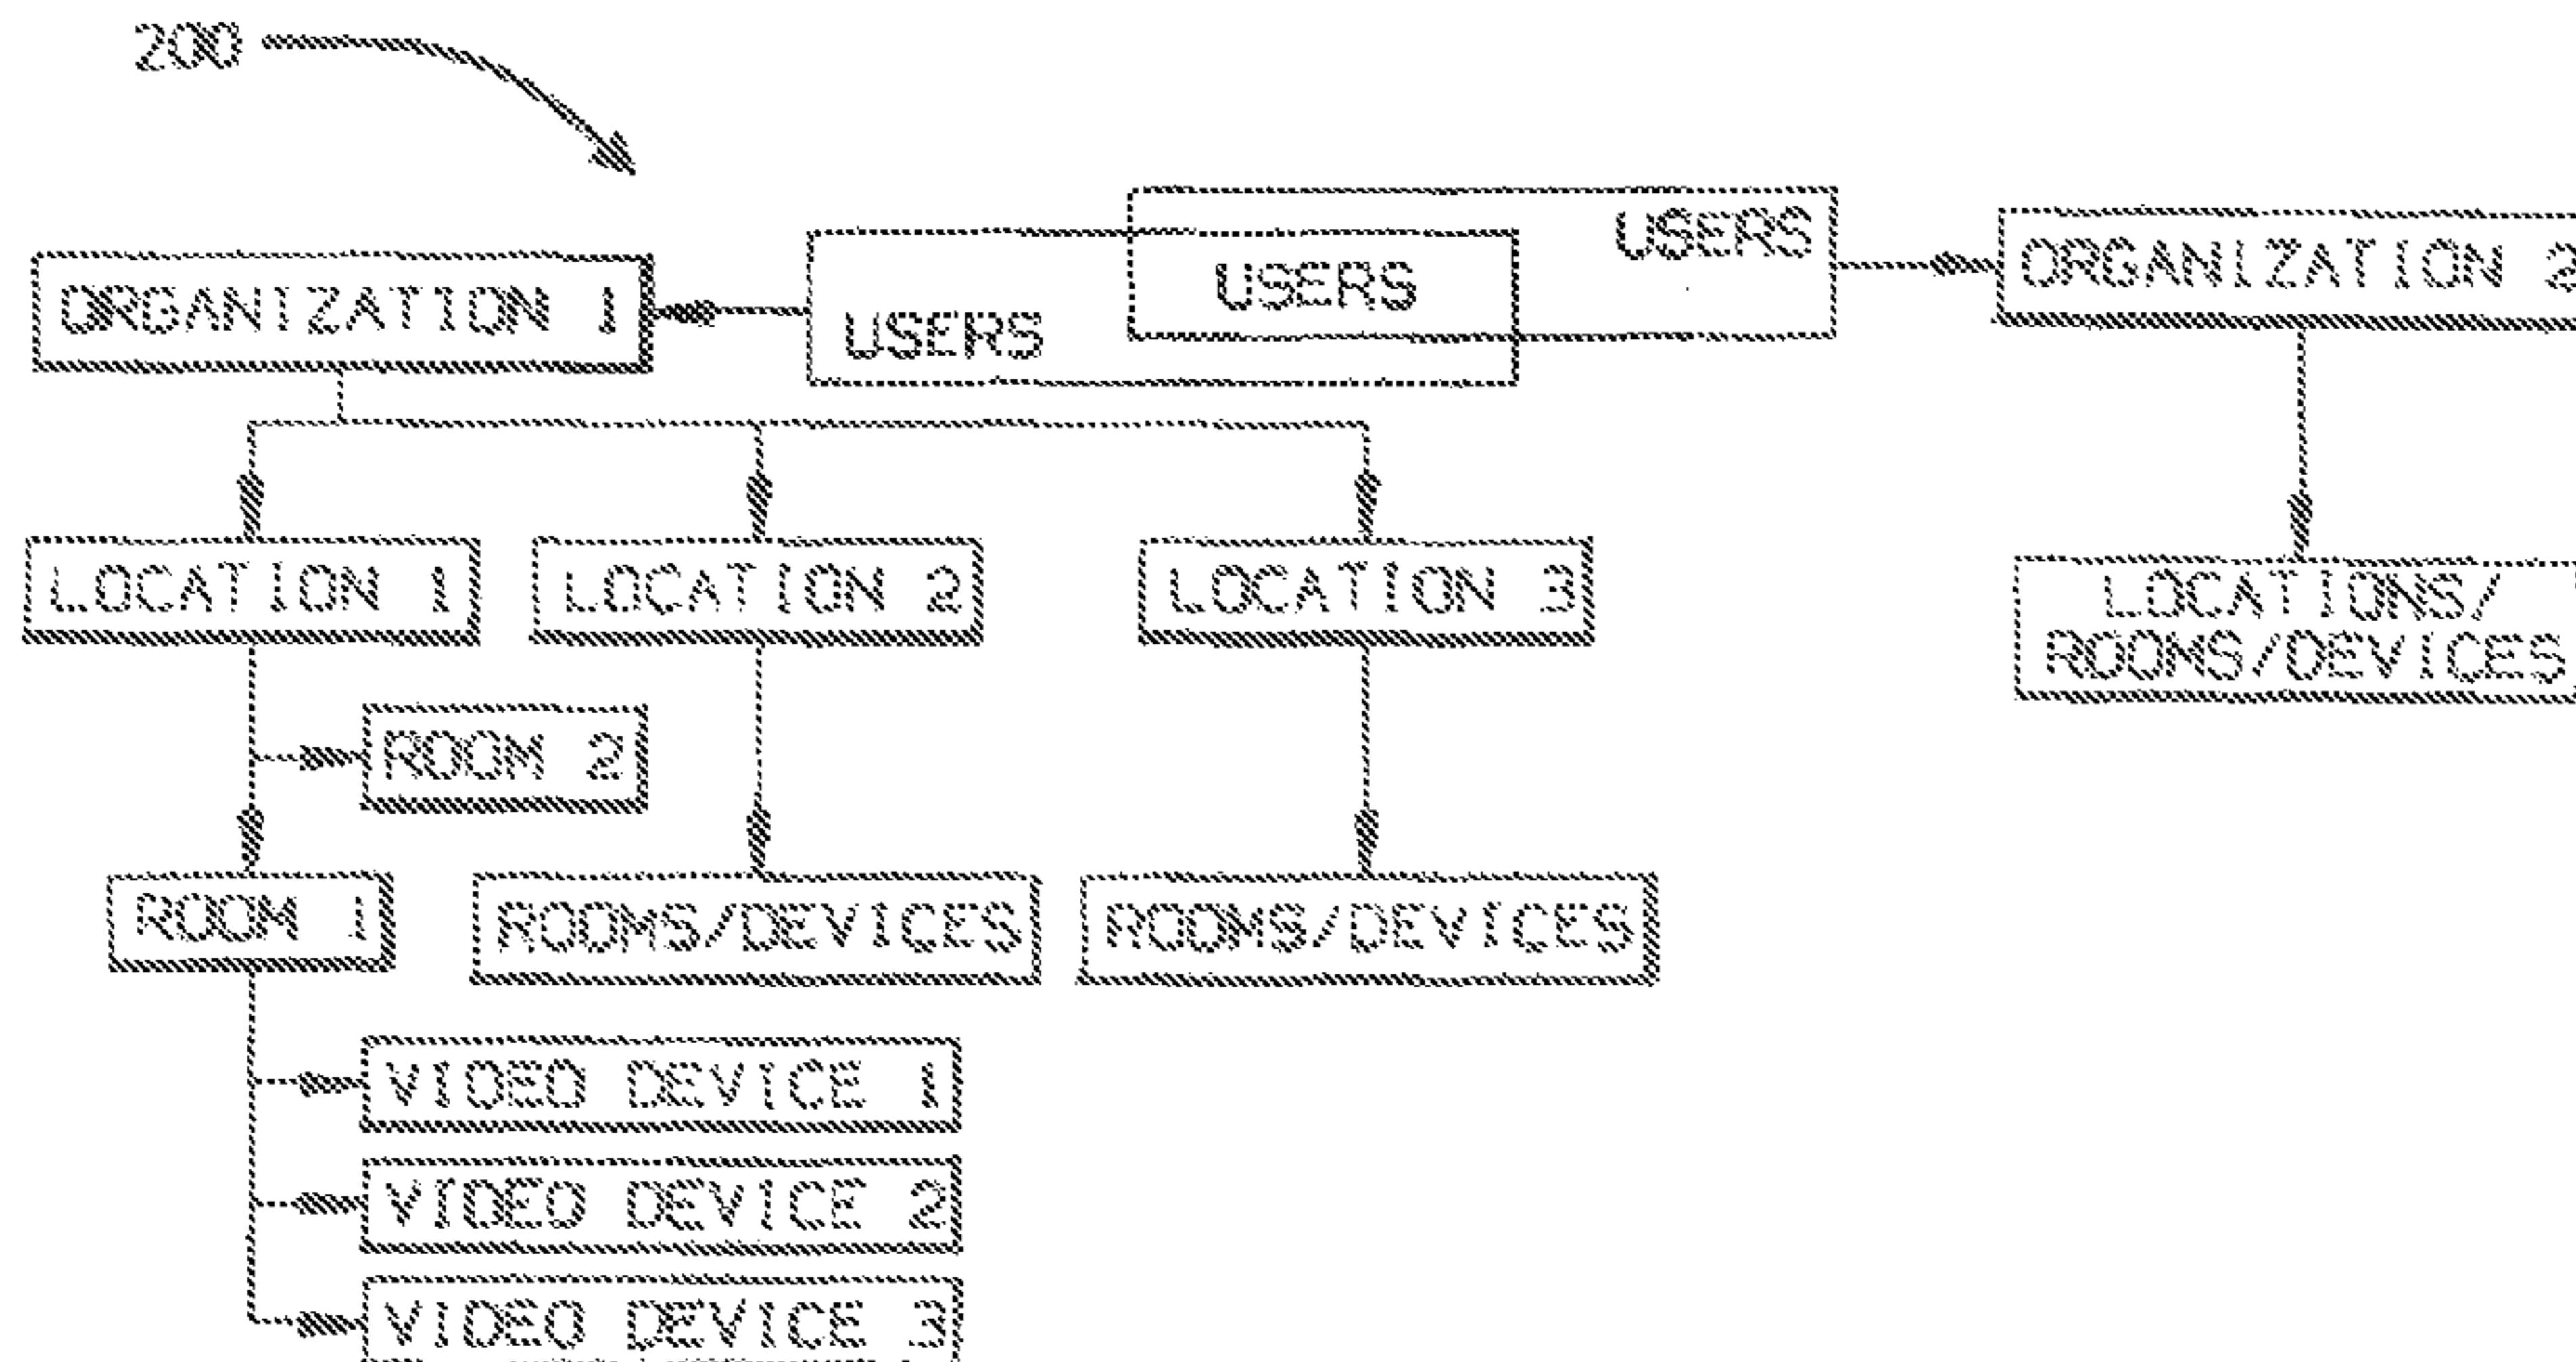 200
USERS
ORGANIZATION 1
USERS
USERS
ORGANIZATION 2
LOCATION 1
LOCATION 2
LOCATION 3
LOCATIONS/
ROOMS/DEVICES
ROOM 2
ROOM 1
ROOMS/DEVICES
ROOMS/DEVICES
VIDEO DEVICE 1
VIDEO DEVICE 2
VIDEO DEVICE 3